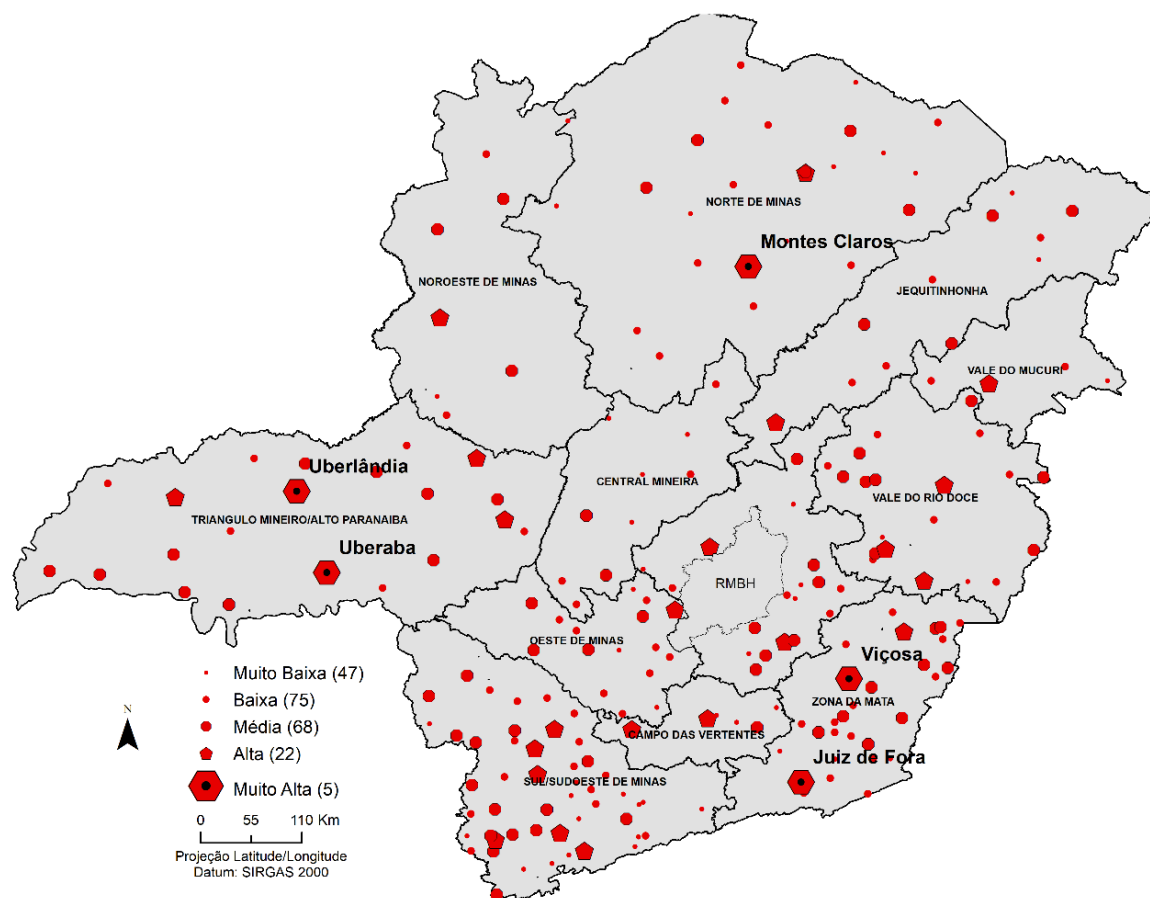 NORTE DE MINAS
Montes Claros
NOROESTE DE MINAS
JEQUITINHONHA
VALE DO MUCURI
Uberlândia
CENTRAL MINEIRA
VALE DO RIO DOCE
TRIANGULO MINEIRO/ALTO PARANAIBA
Uberaba
RMBH
OESTE DE MINAS
Viçosa
ZONA DA MATA
CAMPO DAS VERTENTES
Juiz de Fora
SUL/SUDOESTE DE MINAS
Muito Baixa (47)
Baixa (75)
Média (68)
Alta (22)
Muito Alta (5)
N
0 55 110 Km
Projeção Latitude/Longitude
Datum: SIRGAS 2000